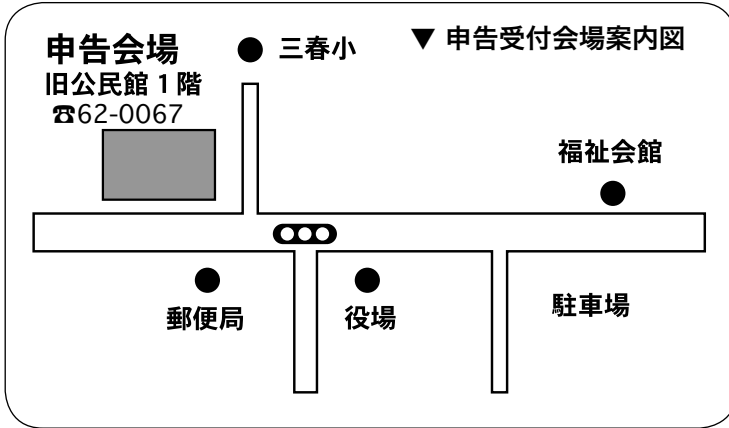 ▼ 申告受付会場案内図
申告会場
旧公民館 1 階
☎62-0067
三春小
福祉会館
郵便局
役場
駐車場